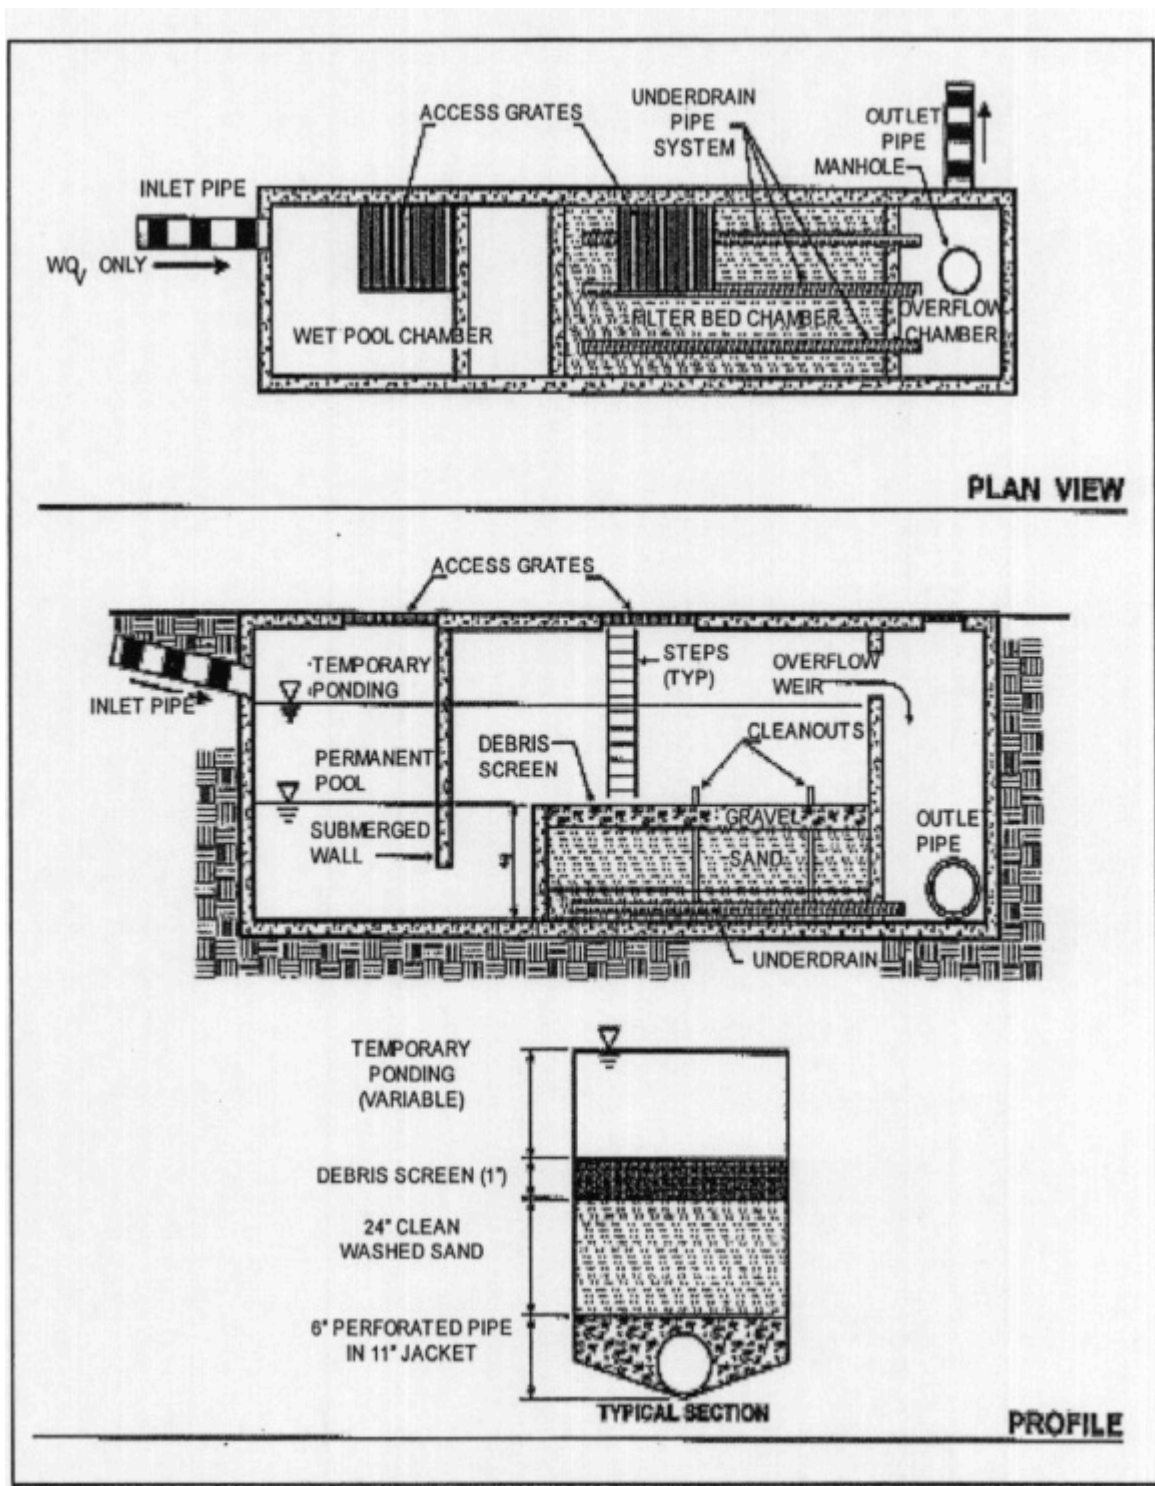 ACCESS GRATES
UNDERDRAIN
PIPE
SYSTEM
OUTLET
PIPE
MANHOLE
INLET PIPE
WQV ONLY
WET POOL CHAMBER
FILTER BED CHAMBER
OVERFLOW
CHAMBER
PLAN VIEW
ACCESS GRATES
TEMPORARY
PONDING
STEPS
(TYP)
OVERFLOW
WEIR
INLET PIPE
CLEANOUTS
DEBRIS
SCREEN
PERMANENT
POOL
GRAVEL
SUBMERGED
WALL
SAND
OUTLE
PIPE
UNDERDRAIN
TEMPORARY
PONDING
(VARIABLE)
DEBRIS SCREEN (1")
24" CLEAN
WASHED SAND
6" PERFORATED PIPE
IN 11" JACKET
TYPICAL SECTION
PROFILE